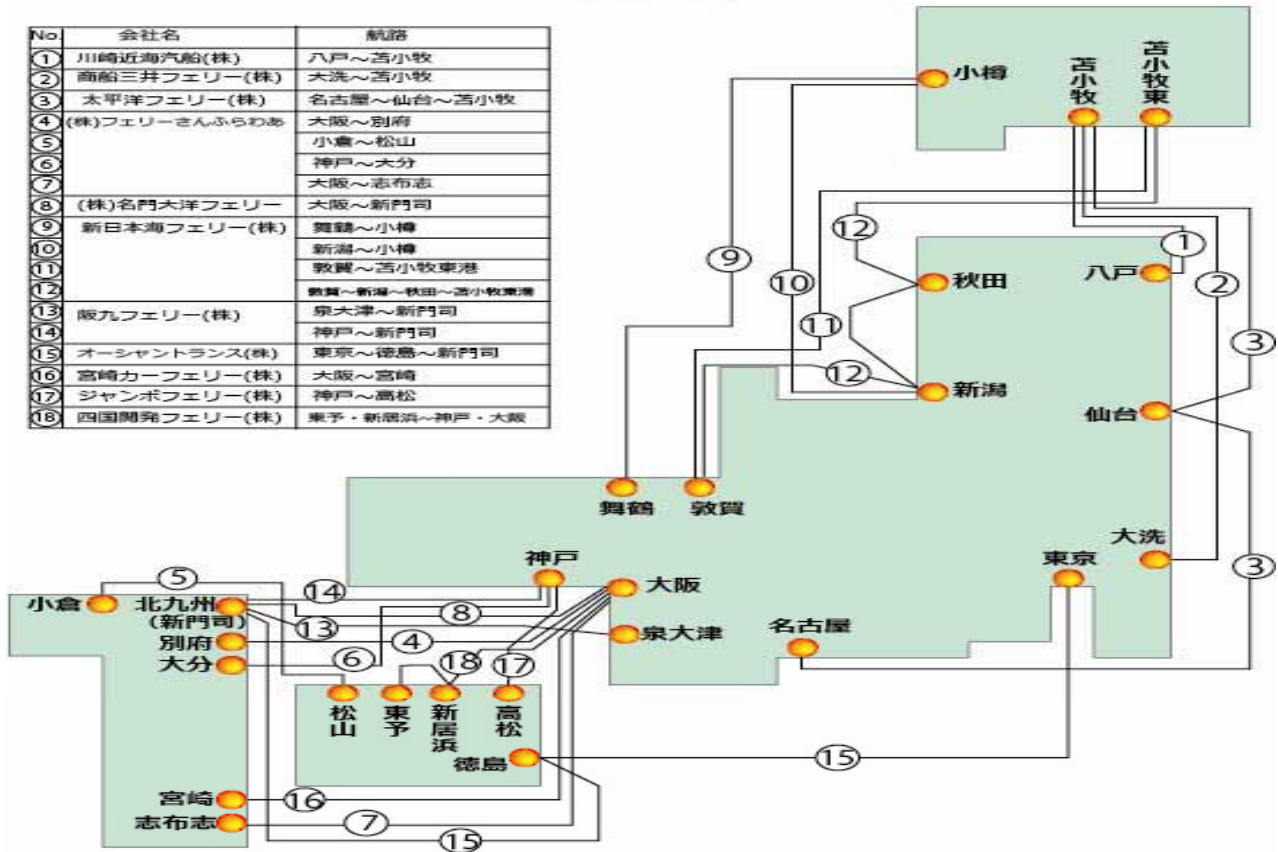 No. 会社名 航路
① 川崎近海汽船(株) 八戸～苫小牧
② 商船三井フェリー(株) 大洗～苫小牧
③ 太平洋フェリー(株) 名古屋～仙台～苫小牧
④ (株)フェリーさんふらわあ 大阪～別府
⑤ 小倉～松山
⑥ 神戸～大分
⑦ 大阪～志布志
⑧ (株)名門大洋フェリー 大阪～新門司
⑨ 新日本海フェリー(株) 舞鶴～小樽
⑩ 新潟～小樽
⑪ 敦賀～苫小牧東港
⑫ 敦賀～新潟～秋田～苫小牧東港
⑬ 阪九フェリー(株) 泉大津～新門司
⑭ 神戸～新門司
⑮ オーシャントランス(株) 東京～徳島～新門司
⑯ 宮崎カーフェリー(株) 大阪～宮崎
⑰ ジャンボフェリー(株) 神戸～高松
⑱ 四国開発フェリー(株) 東予・新居浜～神戸・大阪
小樽
苫小牧
苫小牧東
⑫
①
⑨
⑩
②
秋田
八戸
⑪
③
⑫
新潟
仙台
舞鶴
敦賀
大洗
神戸
東京
③
⑤
⑭
大阪
小倉
北九州
(新門司)
⑧
⑬
④
泉大津
名古屋
別府
大分
⑥
⑱
⑰
松山
東予
新居浜
高松
徳島
⑮
宮崎
⑯
志布志
⑦
⑮